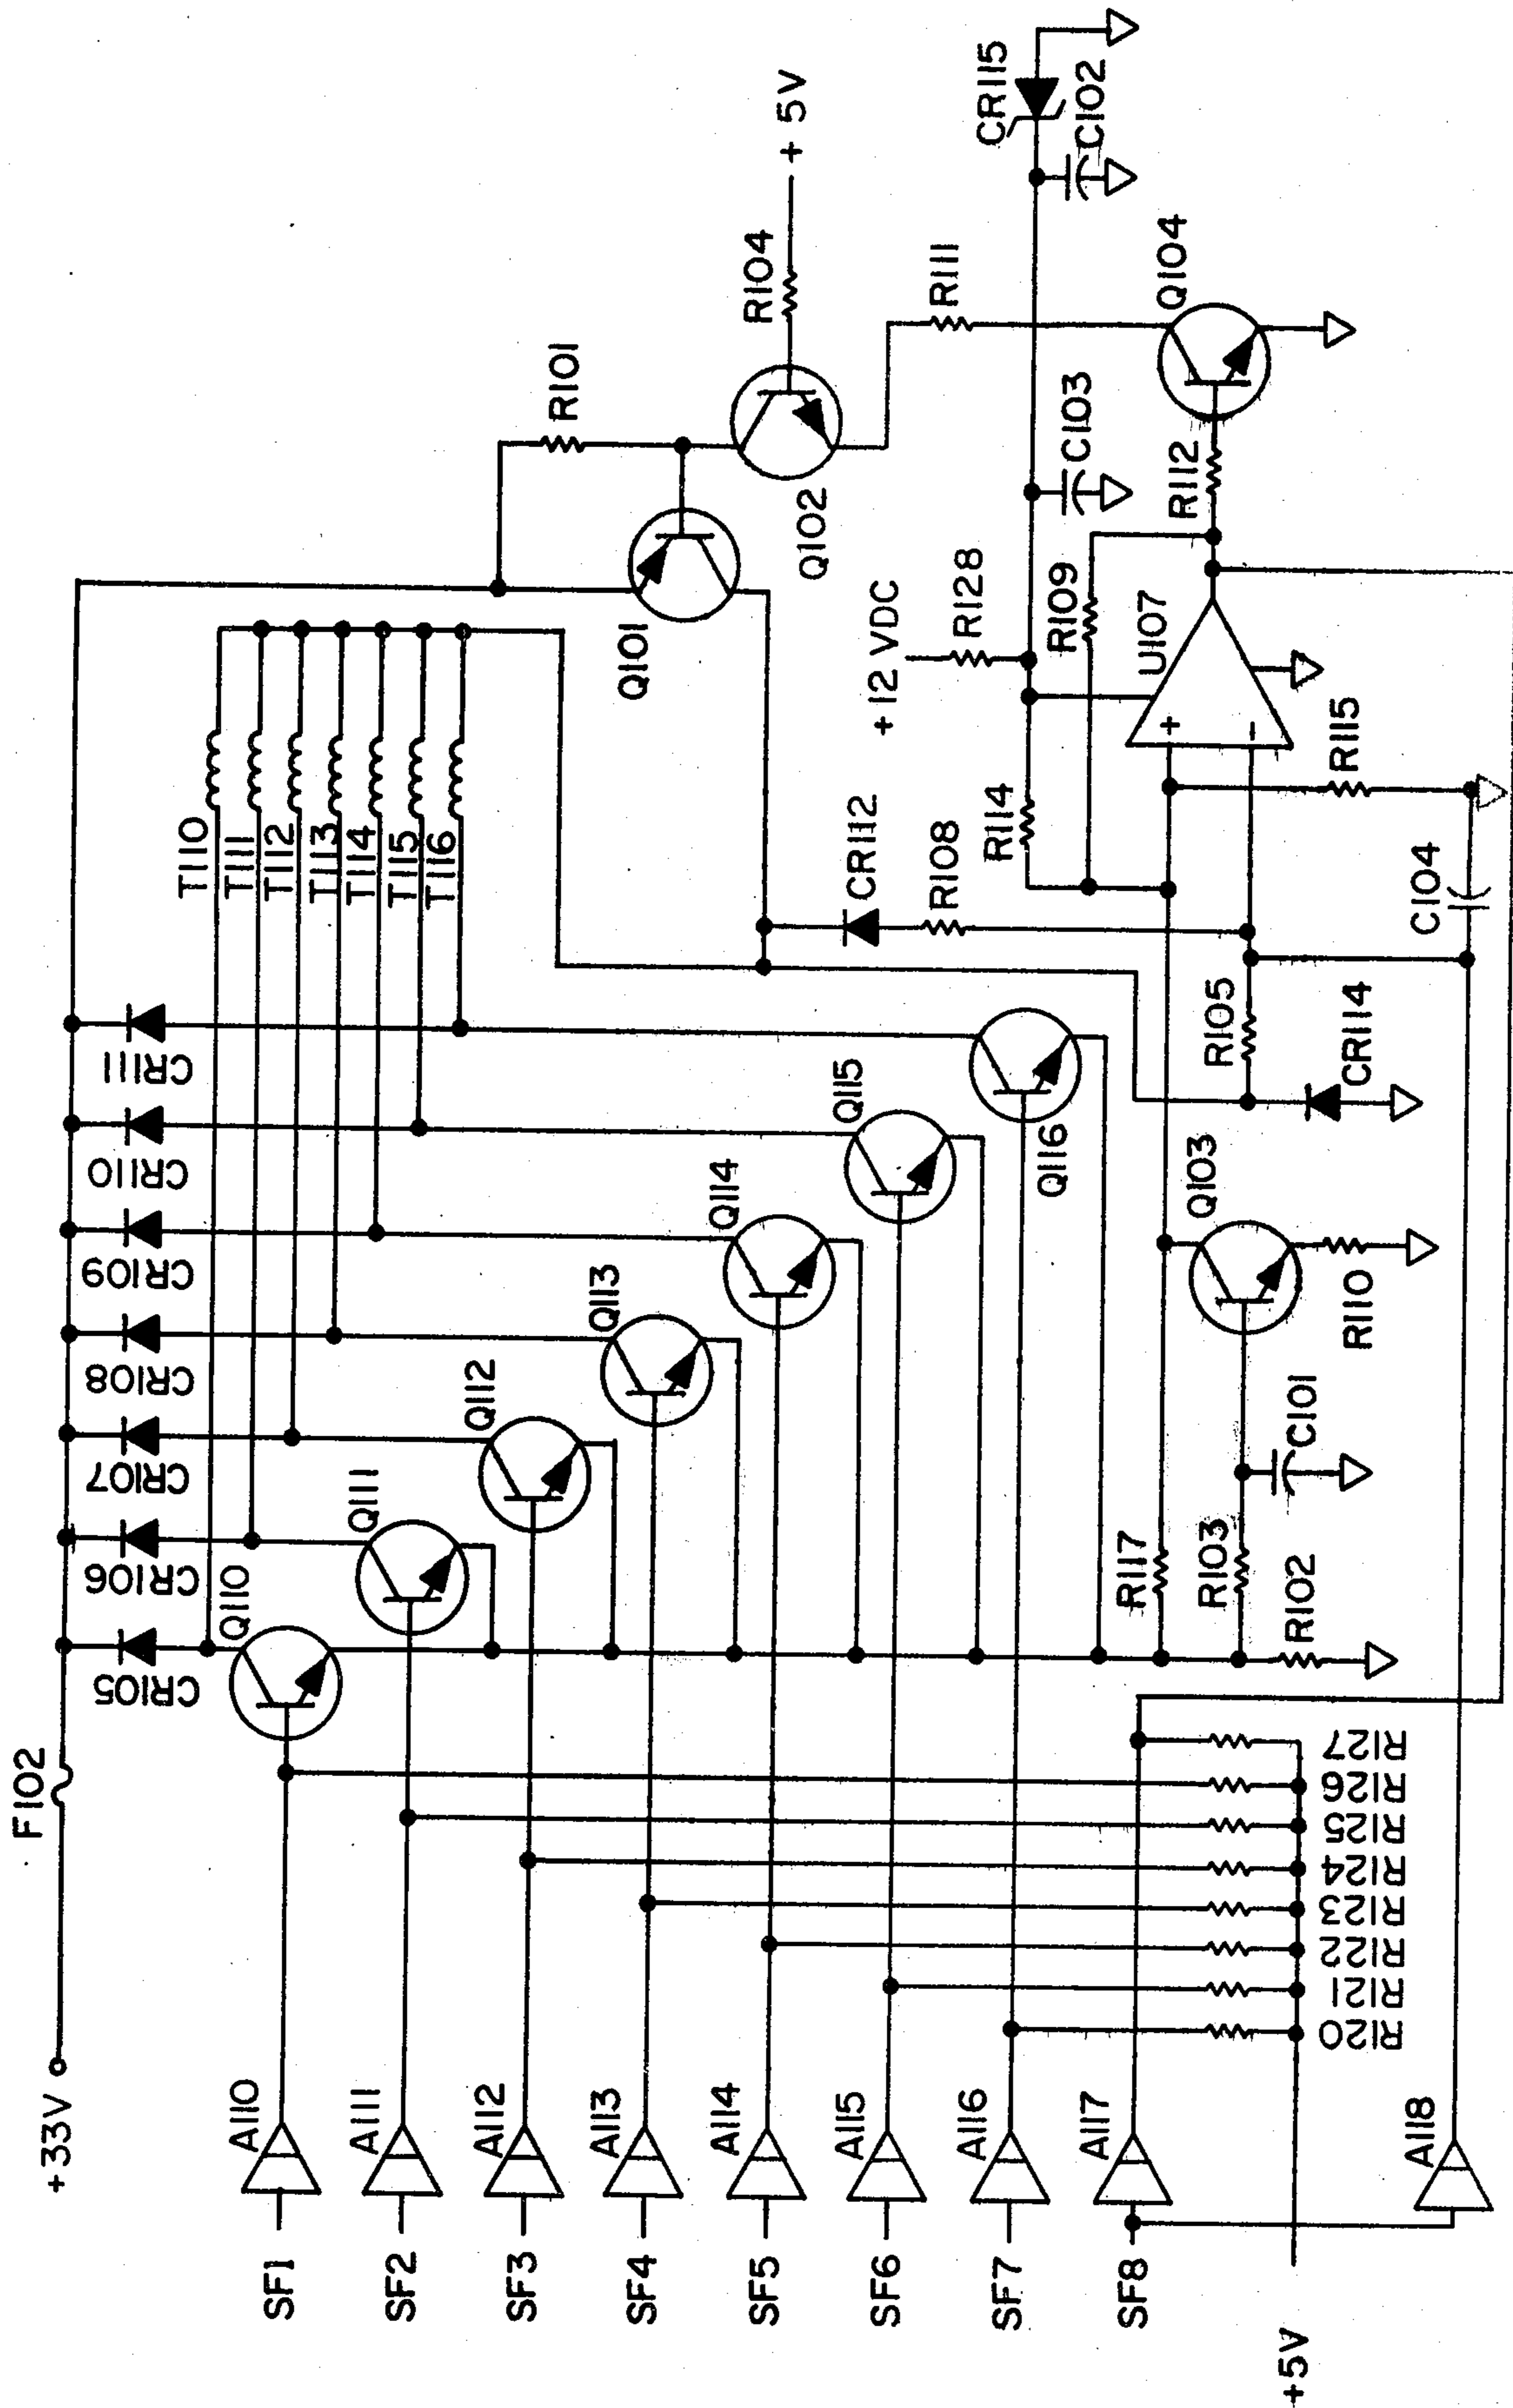 +33V
F102
CR105
CR106
CR107
CR108
CR109
CR110
CR111
T110
T111
T112
T113
T114
T115
T116
SF1
A110
Q110
SF2
A111
Q111
SF3
A112
Q112
SF4
A113
Q113
SF5
A114
Q114
SF6
A115
Q115
SF7
A116
Q116
SF8
A117
A118
+5V
R120
R121
R122
R123
R124
R125
R126
R127
R102
R103
R117
C101
Q103
R110
CR114
R105
C104
R115
R114
R108
CR112
Q101
R101
Q102
R104
+5V
+12 VDC
R128
R109
U107
+
-
C103
R112
Q104
R111
CR115
C102